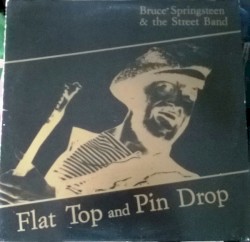 Bruce Springsteen
& the Street Band
Flat Top and Pin Drop